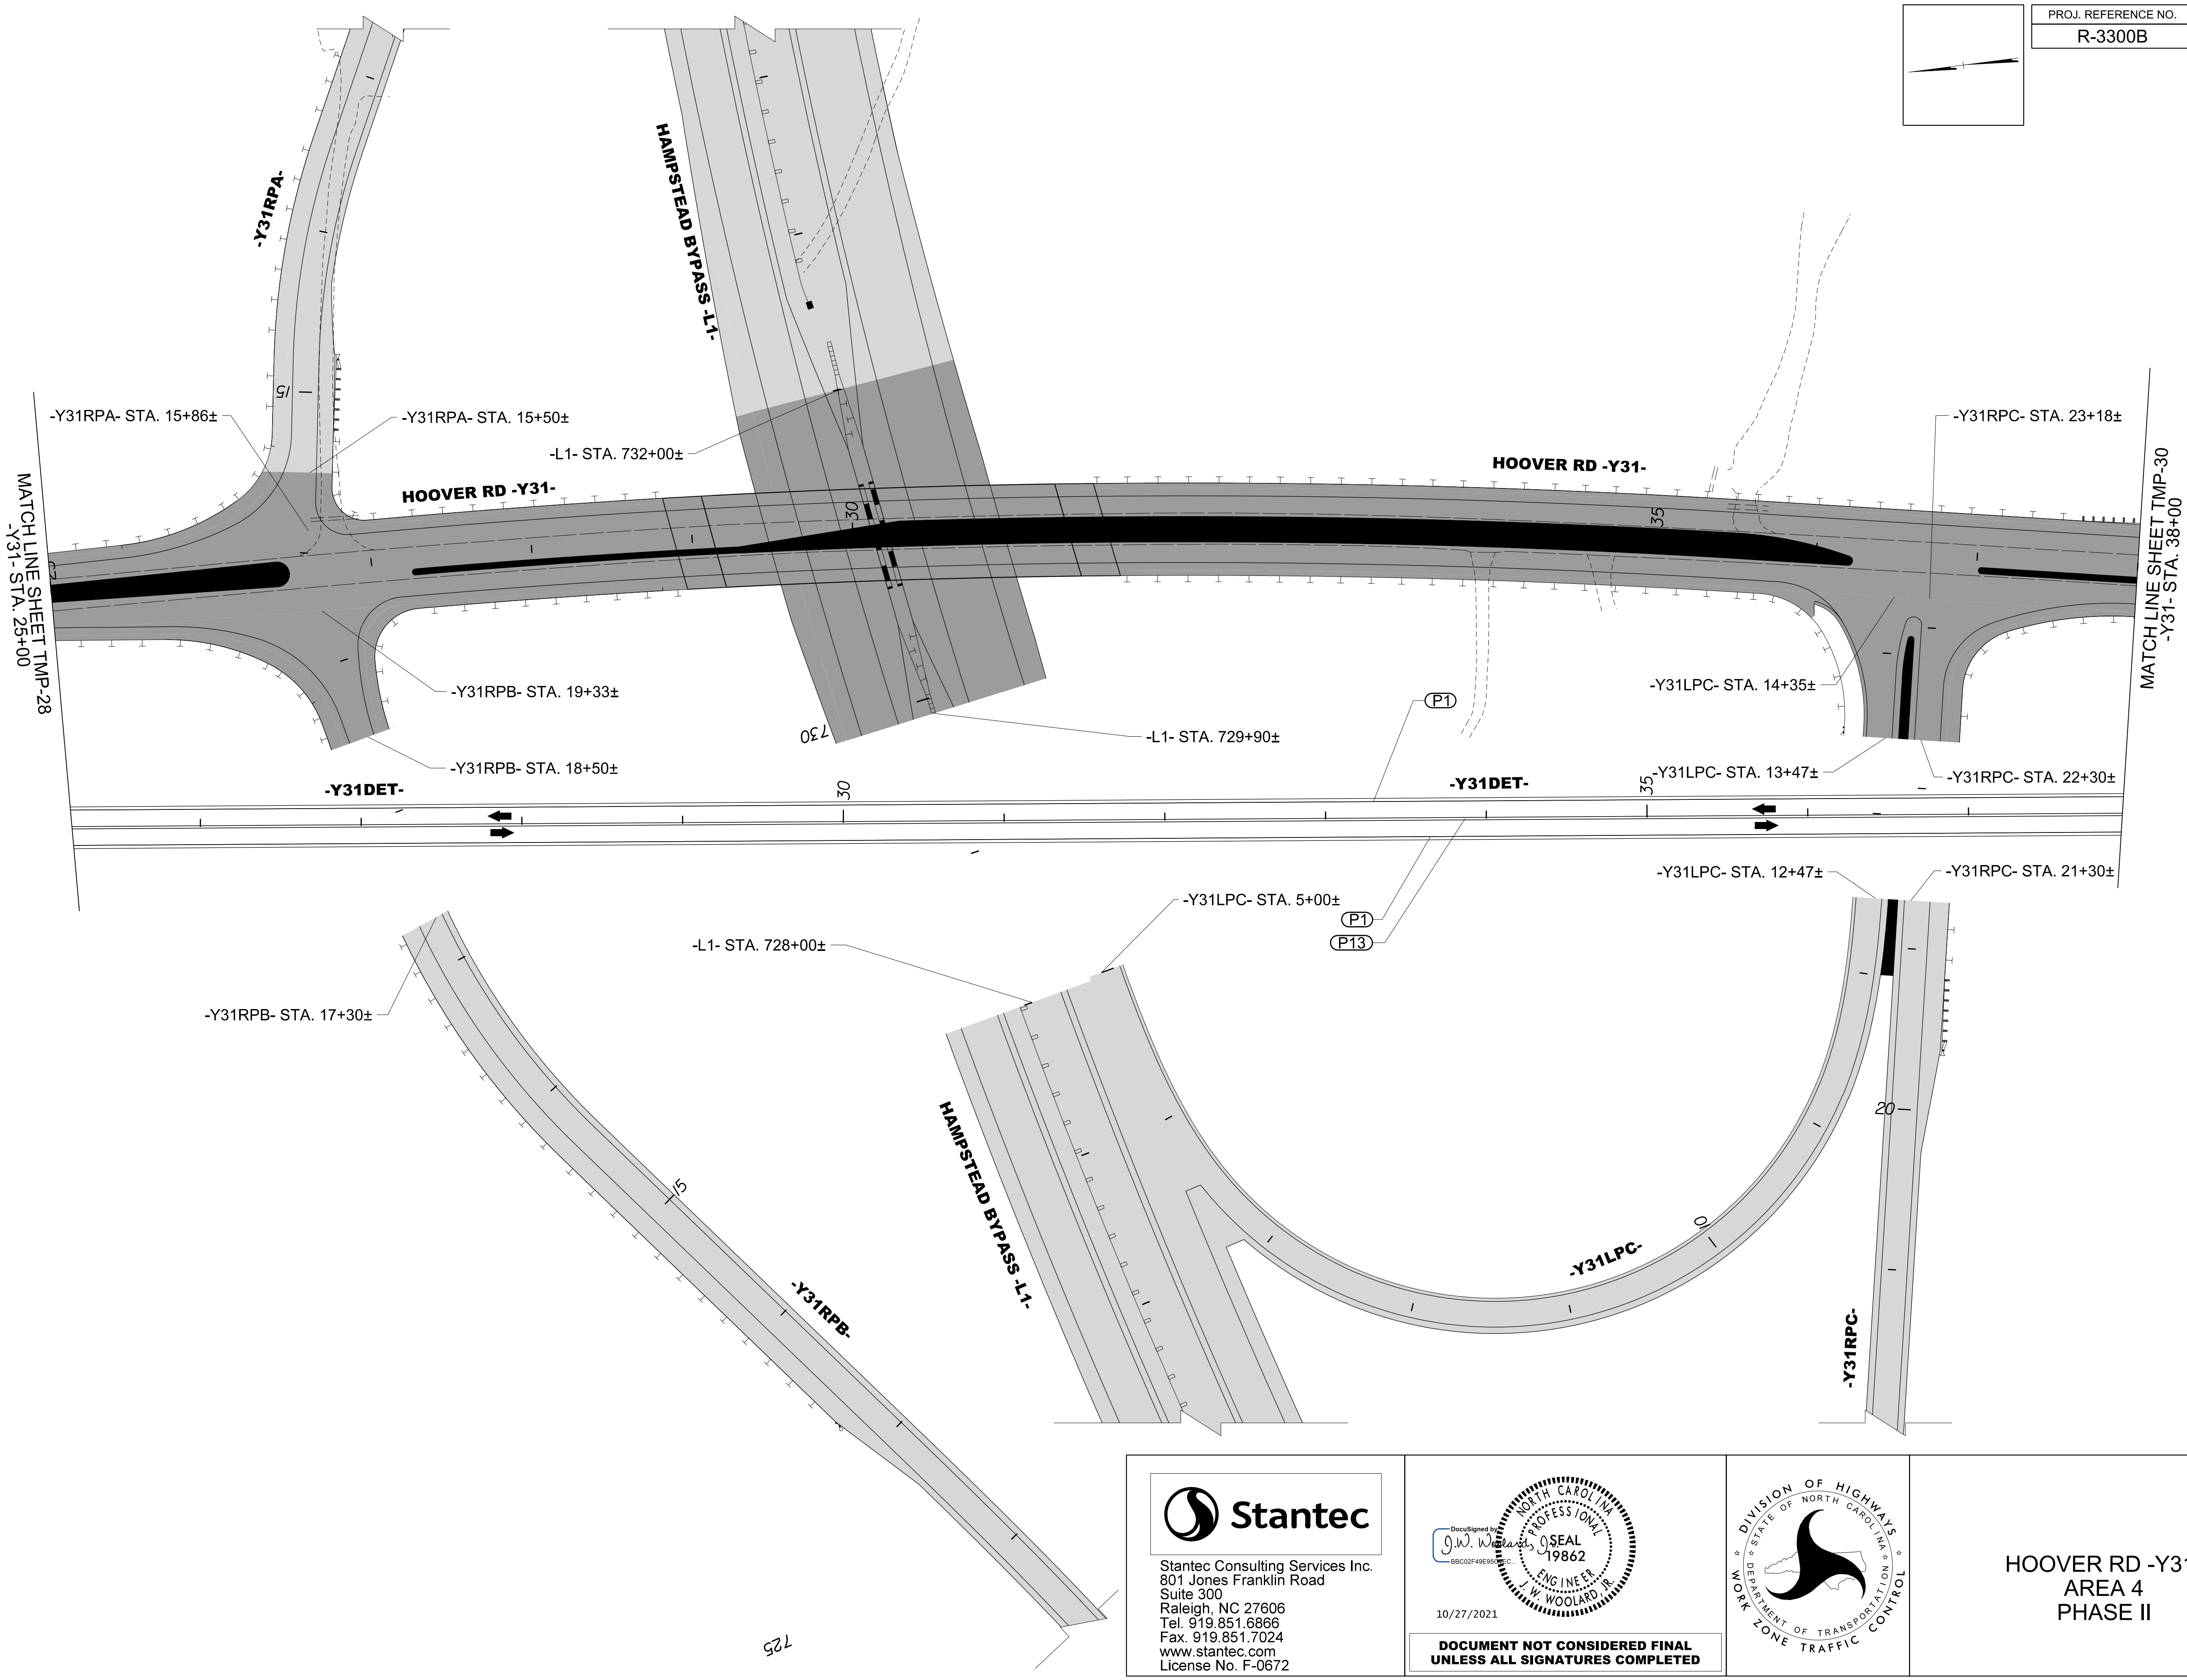 PROJ. REFERENCE NO.
R-3300B
-Y31RPA-
HAMPSTEAD BYPASS -L1-
15
-Y31RPA- STA. 15+86±
-Y31RPA- STA. 15+50±
-L1- STA. 732+00±
-Y31RPC- STA. 23+18±
HOOVER RD -Y31-
HOOVER RD -Y31-
30
35
MATCH LINE SHEET TMP-28
-Y31- STA. 25+00
MATCH LINE SHEET TMP-30
-Y31- STA. 38+00
-Y31RPB- STA. 19+33±
-Y31LPC- STA. 14+35±
P1
730
-L1- STA. 729+90±
-Y31RPB- STA. 18+50±
-Y31LPC- STA. 13+47±
-Y31RPC- STA. 22+30±
-Y31DET-
30
-Y31DET-
35
-Y31LPC- STA. 12+47±
-Y31RPC- STA. 21+30±
-Y31LPC- STA. 5+00±
P1
P13
-L1- STA. 728+00±
-Y31RPB- STA. 17+30±
20
HAMPSTEAD BYPASS -L1-
15
10
-Y31LPC-
-Y31RPB-
-Y31RPC-
725
Stantec
Stantec Consulting Services Inc.
801 Jones Franklin Road
Suite 300
Raleigh, NC 27606
Tel. 919.851.6866
Fax. 919.851.7024
www.stantec.com
License No. F-0672
NORTH CAROLINA
PROFESSIONAL
SEAL
19862
ENGINEER
J. W. WOOLARD, JR.
DocuSigned by
J.W. Woolard, Jr.
10/27/2021
DOCUMENT NOT CONSIDERED FINAL
UNLESS ALL SIGNATURES COMPLETED
DIVISION OF HIGHWAYS
STATE OF NORTH CAROLINA
DEPARTMENT OF TRANSPORTATION
WORK ZONE TRAFFIC CONTROL
HOOVER RD -Y31
AREA 4
PHASE II